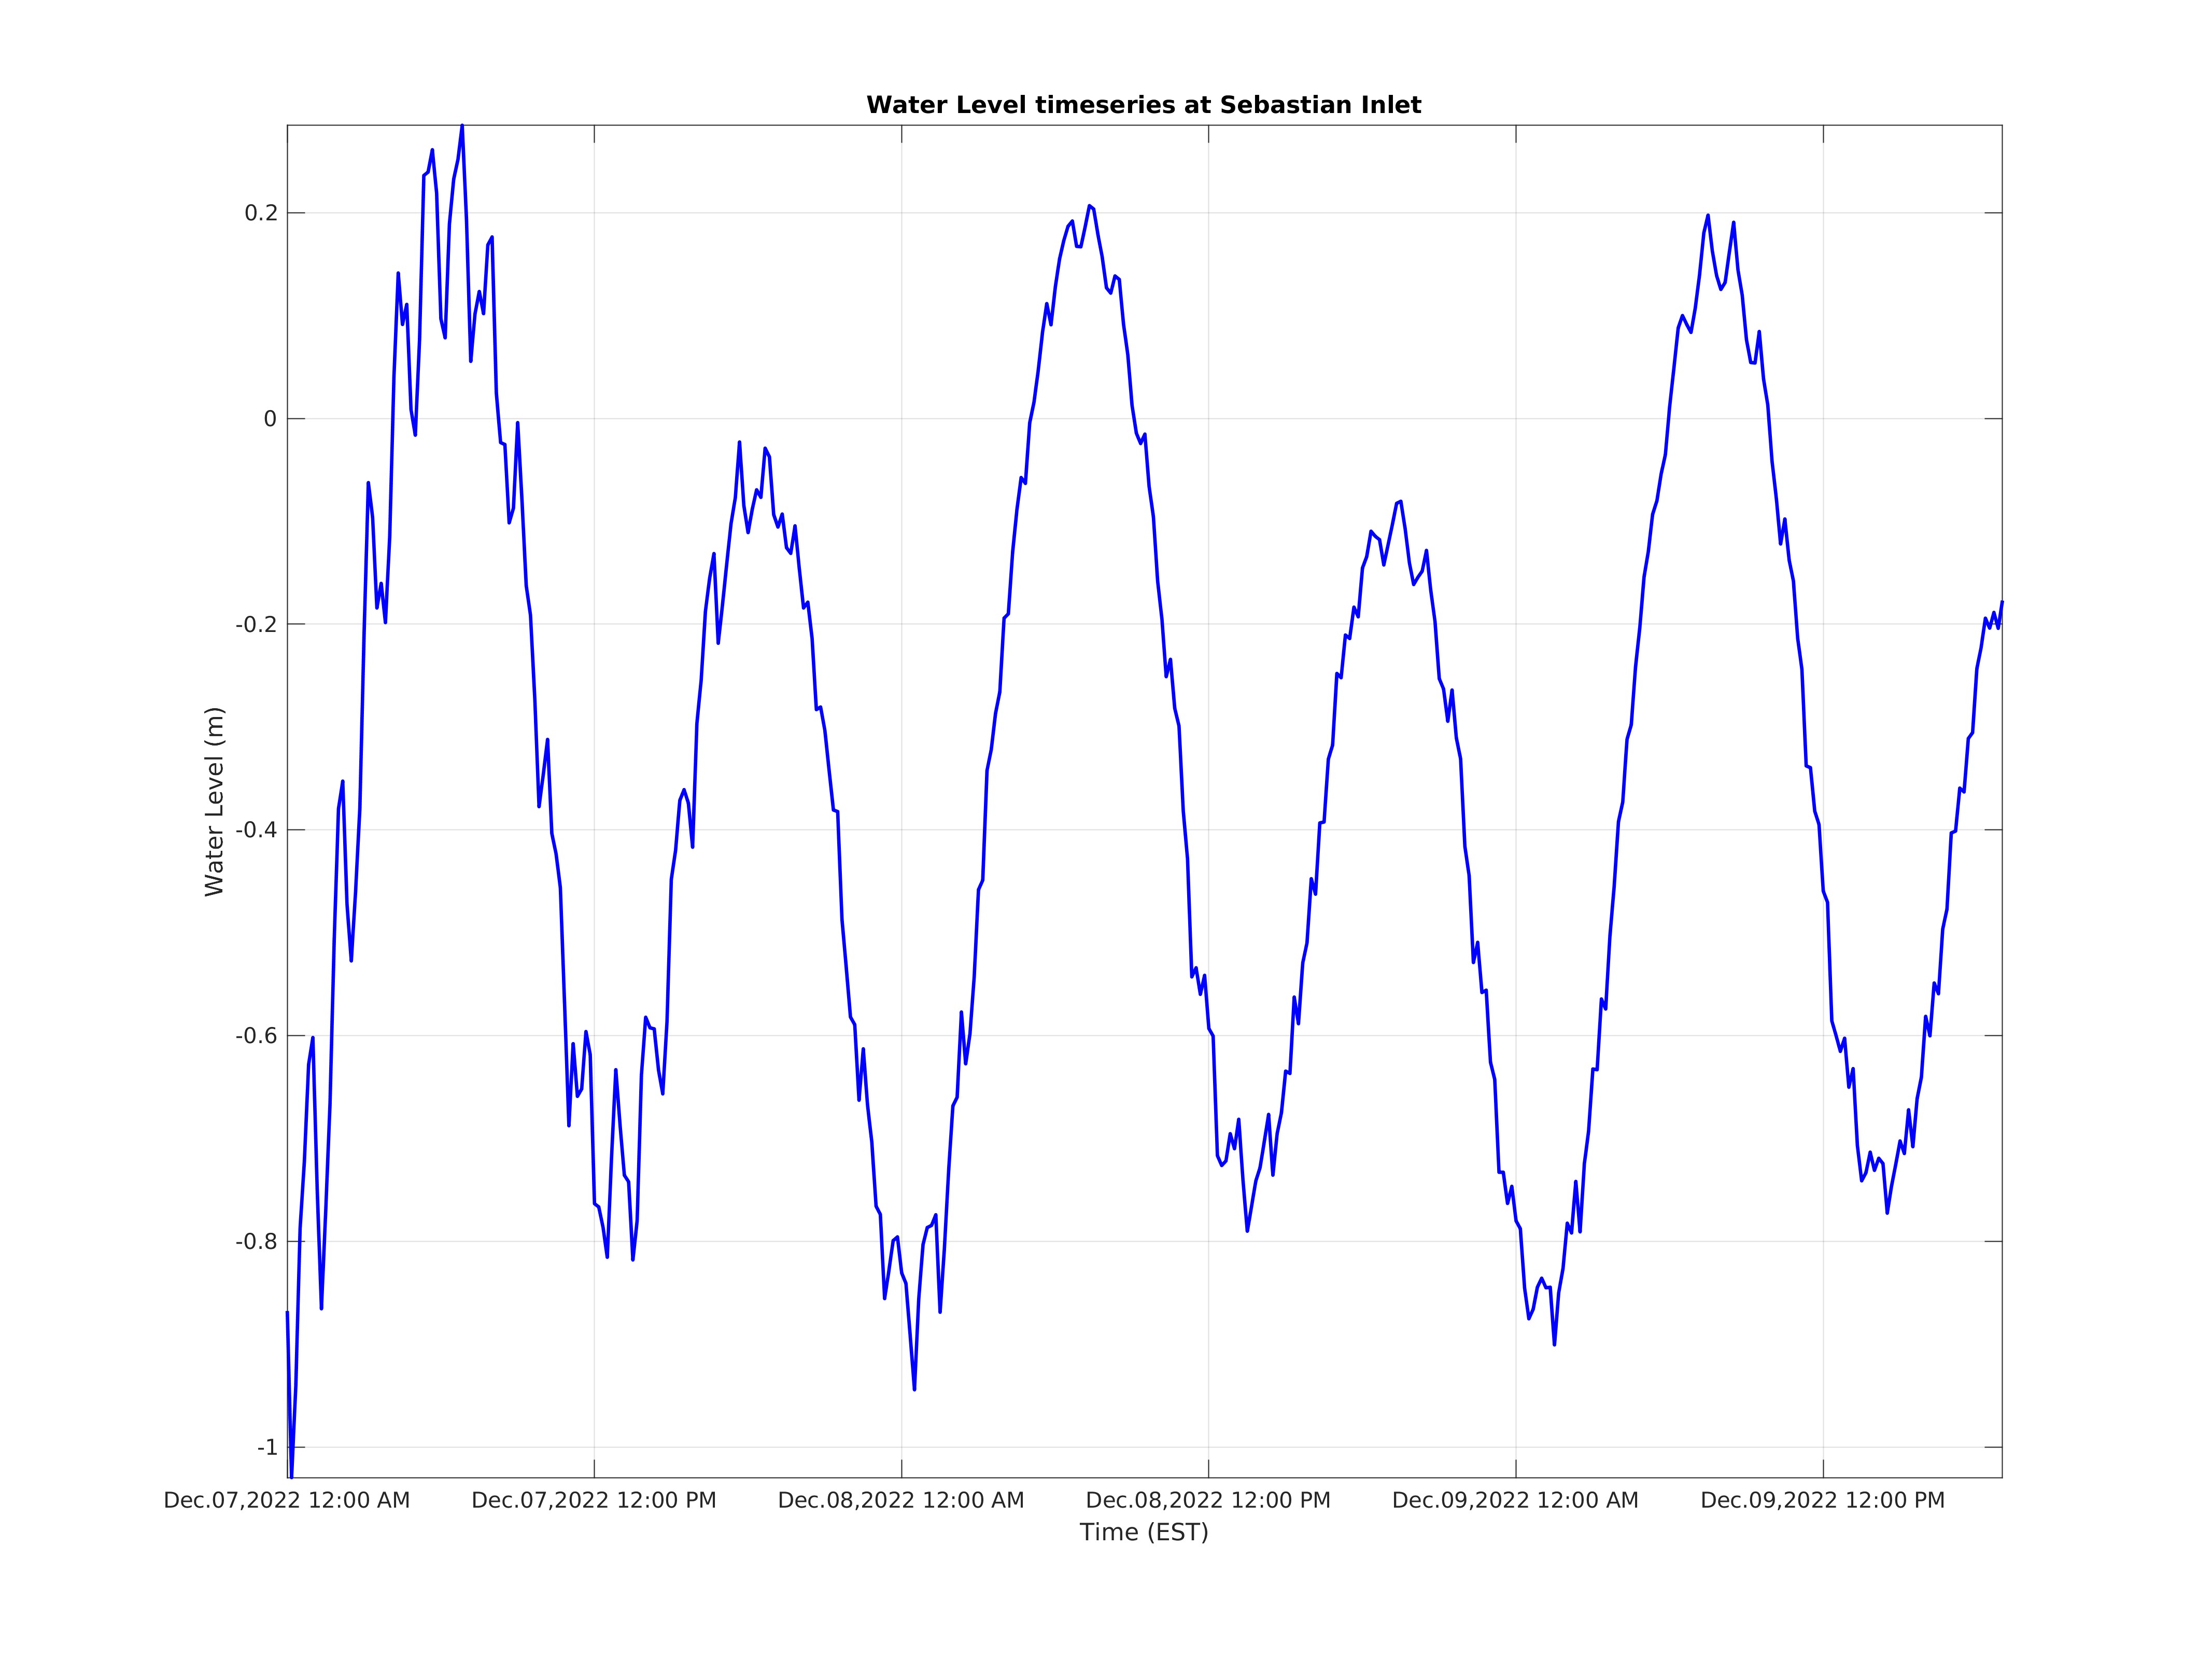 Water Level timeseries at Sebastian Inlet
0.2
0
-0.2
-0.4
-0.6
-0.8
-1
Water Level (m)
Dec.07,2022 12:00 AM Dec.07,2022 12:00 PM Dec.08,2022 12:00 AM Dec.08,2022 12:00 PM Dec.09,2022 12:00 AM Dec.09,2022 12:00 PM
Time (EST)